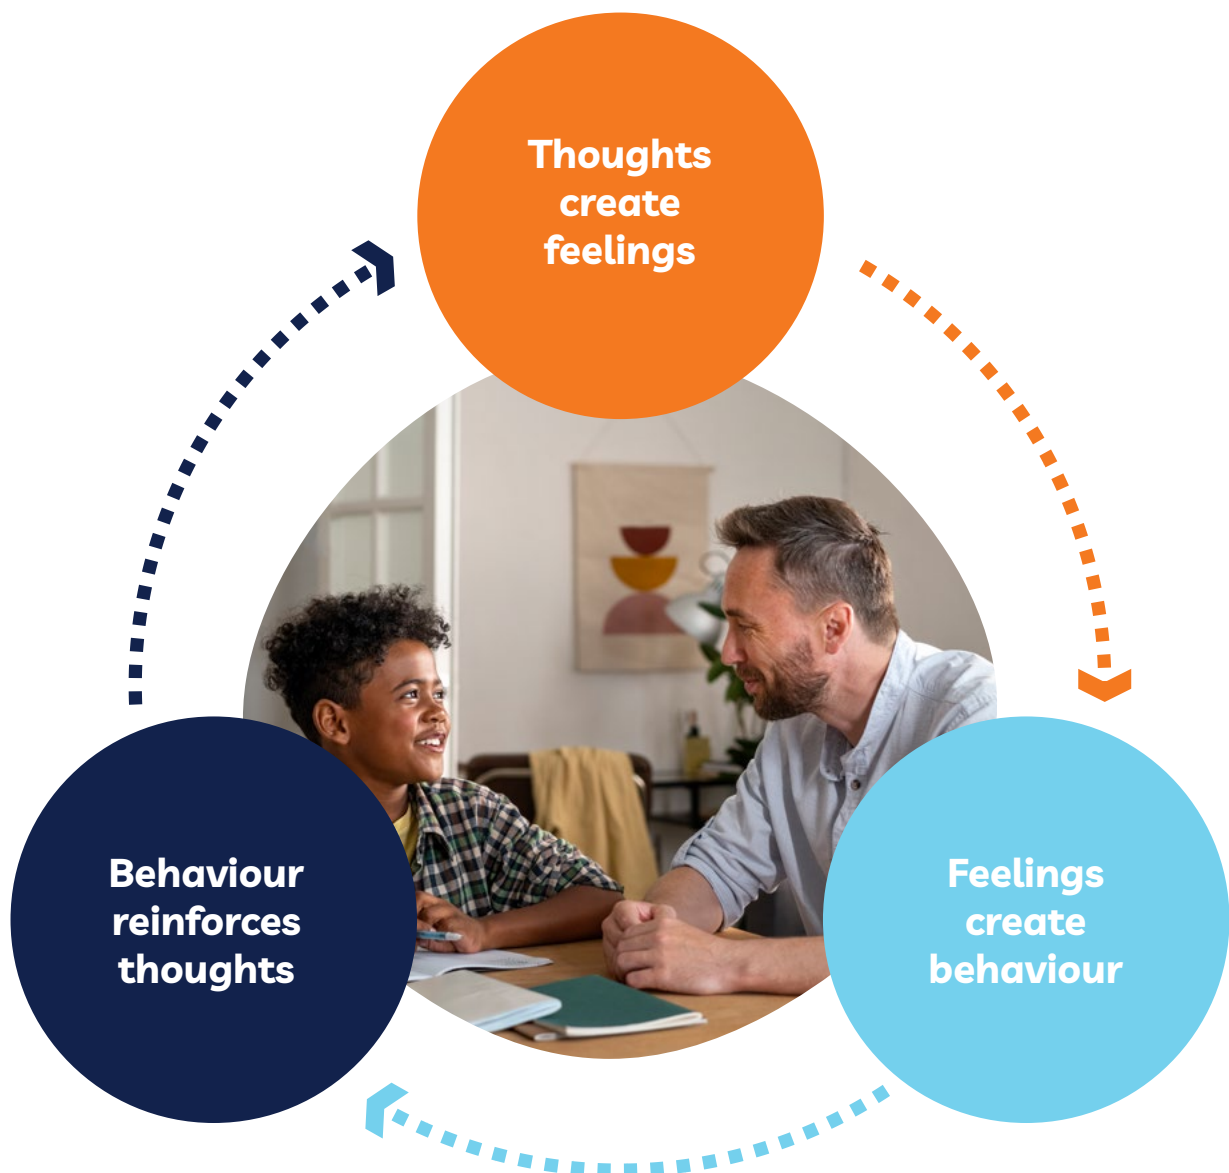 Thoughts
create
feelings
Behaviour
reinforces
thoughts
Feelings
create
behaviour